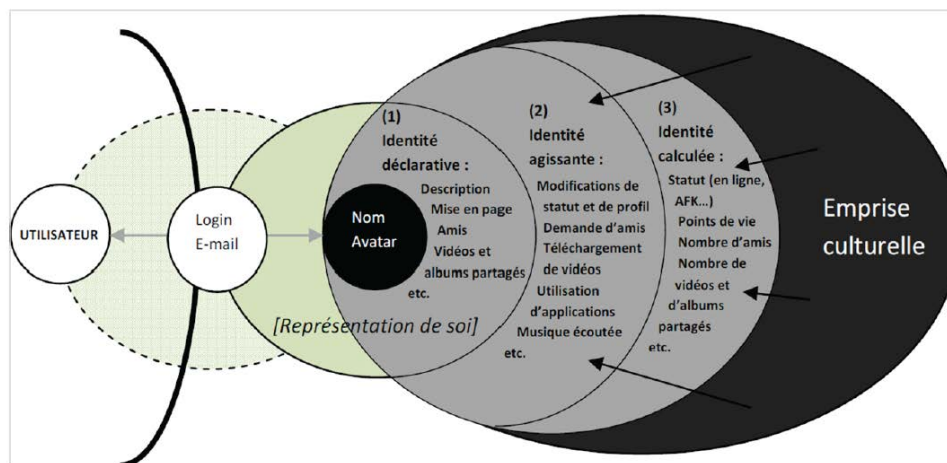 UTILISATEUR
Login
E-mail
Nom
Avatar
[Représentation de soi]
(1)
Identité
déclarative :
Description
Mise en page
Amis
Vidéos et
albums partagés
etc.
(2)
Identité
agissante :
Modifications de
statut et de profil
Demande d'amis
Téléchargement
de vidéos
Utilisation
d'applications
Musique écoutée
etc.
(3)
Identité
calculée :
Statut (en ligne,
AFK...)
Points de vie
Nombre d'amis
Nombre de
vidéos et
d'albums
partagés
etc.
Emprise
culturelle